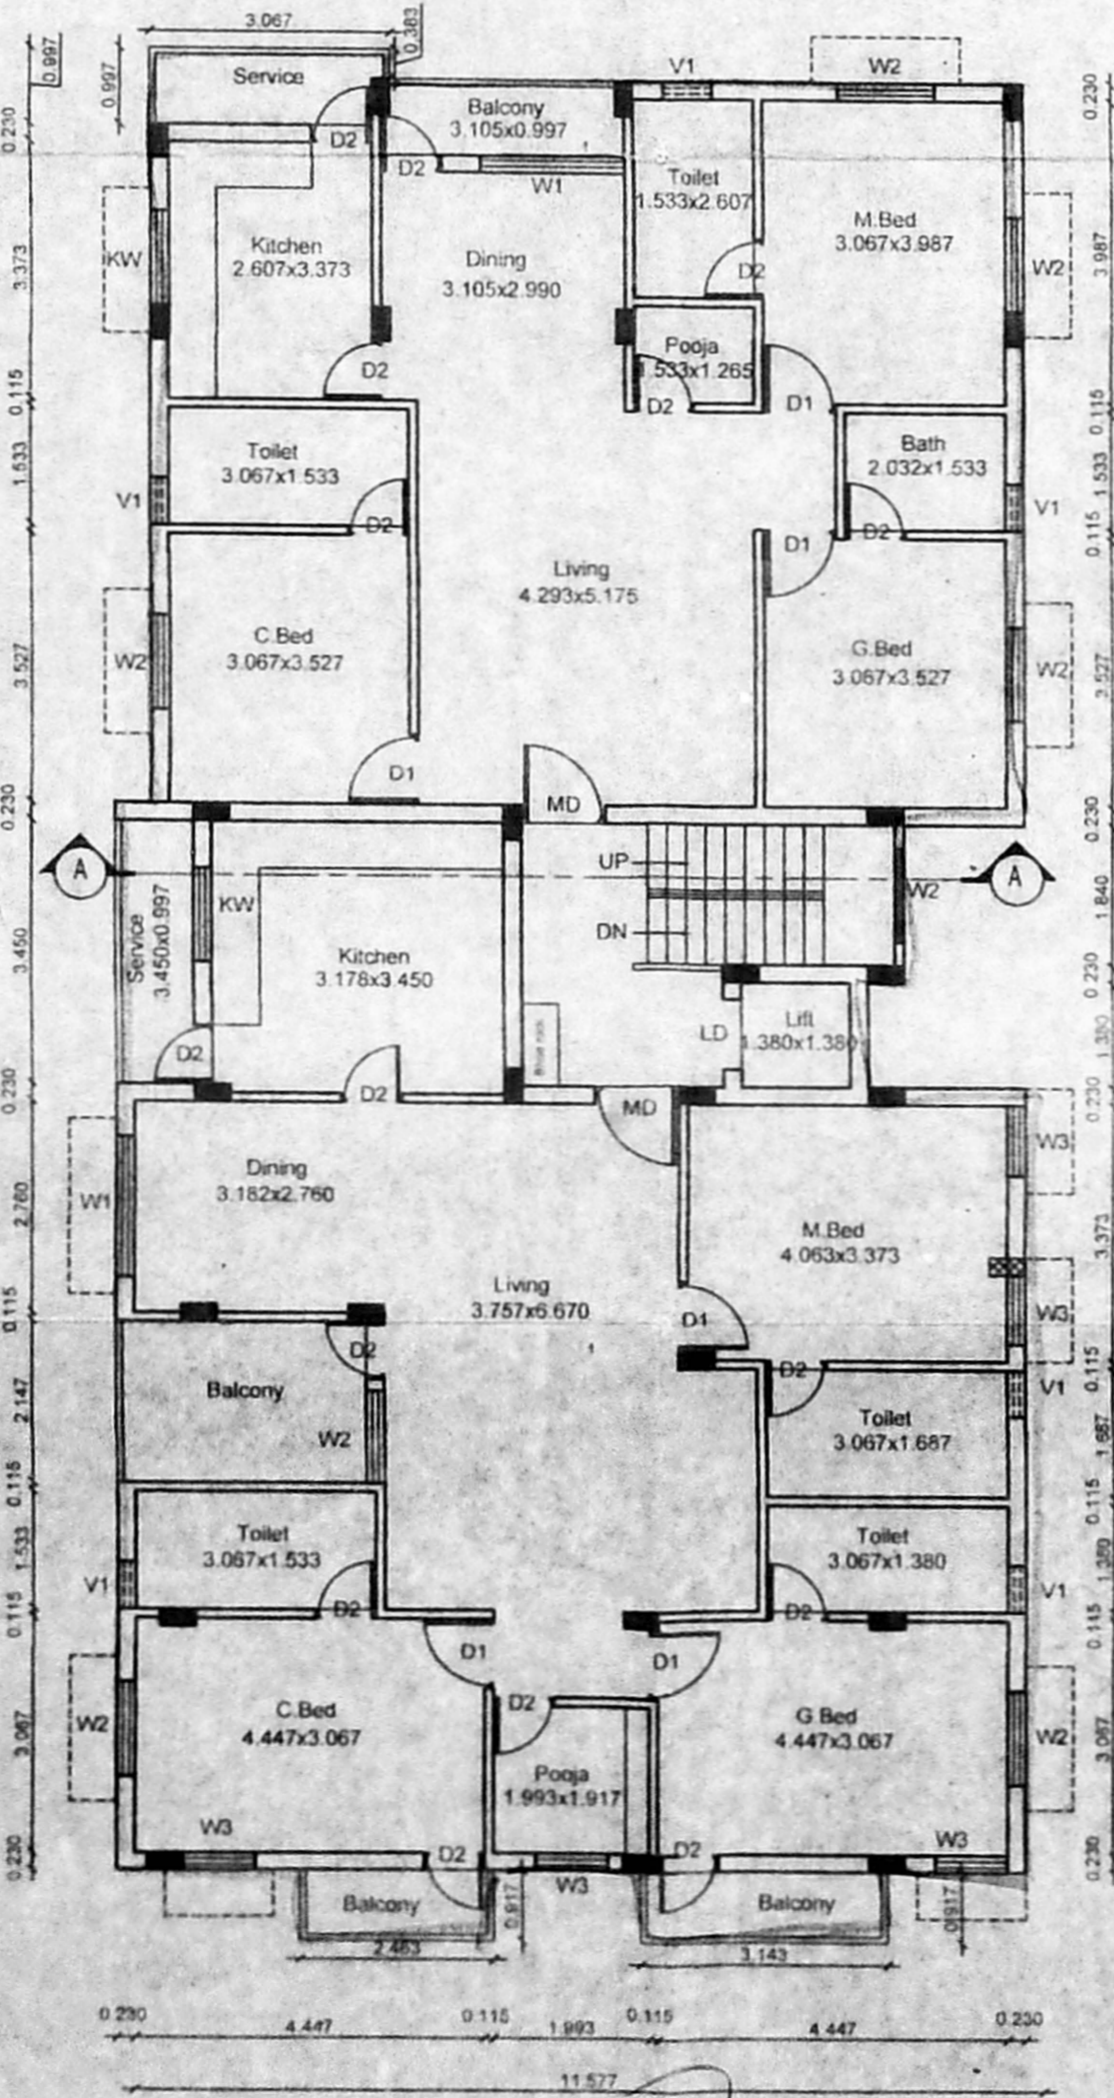 3.067
0.383
0.997
0.997
Service
V1
W2
0.230
0.230
Balcony
3.105x0.997
D2
D2
W1
Toilet
1.533x2.607
M.Bed
3.067x3.987
KW
Kitchen
2.607x3.373
Dining
3.105x2.990
D2
W2
3.373
3.987
Pooja
1.533x1.265
D2
D2
D1
0.115
0.115
Toilet
3.067x1.533
Bath
2.032x1.533
1.533
1.533
V1
D2
D1
D2
V1
0.115
Living
4.293x5.175
C.Bed
3.067x3.527
G.Bed
3.067x3.527
W2
W2
3.527
3.527
D1
MD
0.230
0.230
A
UP
A
KW
W2
1.840
DN
Service
3.450x0.997
Kitchen
3.178x3.450
3.450
0.230
LD
Lift
1.380x1.380
1.380
D2
D2
MD
0.230
0.230
W3
Dining
3.182x2.760
W1
2.760
M.Bed
4.063x3.373
3.373
Living
3.757x6.670
D1
W3
0.115
D2
D2
0.115
Balcony
2.147
W2
V1
Toilet
3.067x1.687
1.687
0.115
0.115
Toilet
3.067x1.533
Toilet
3.067x1.380
1.533
1.380
V1
V1
D2
D2
0.115
0.115
D1
D1
C.Bed
4.447x3.067
D2
G.Bed
4.447x3.067
W2
W2
3.067
3.067
Pooja
1.993x1.917
W3
D2
D2
W3
0.230
0.230
Balcony
0.917
W3
Balcony
0.917
2.463
3.143
0.230
0.115
0.115
0.230
4.447
1.993
4.447
11.577